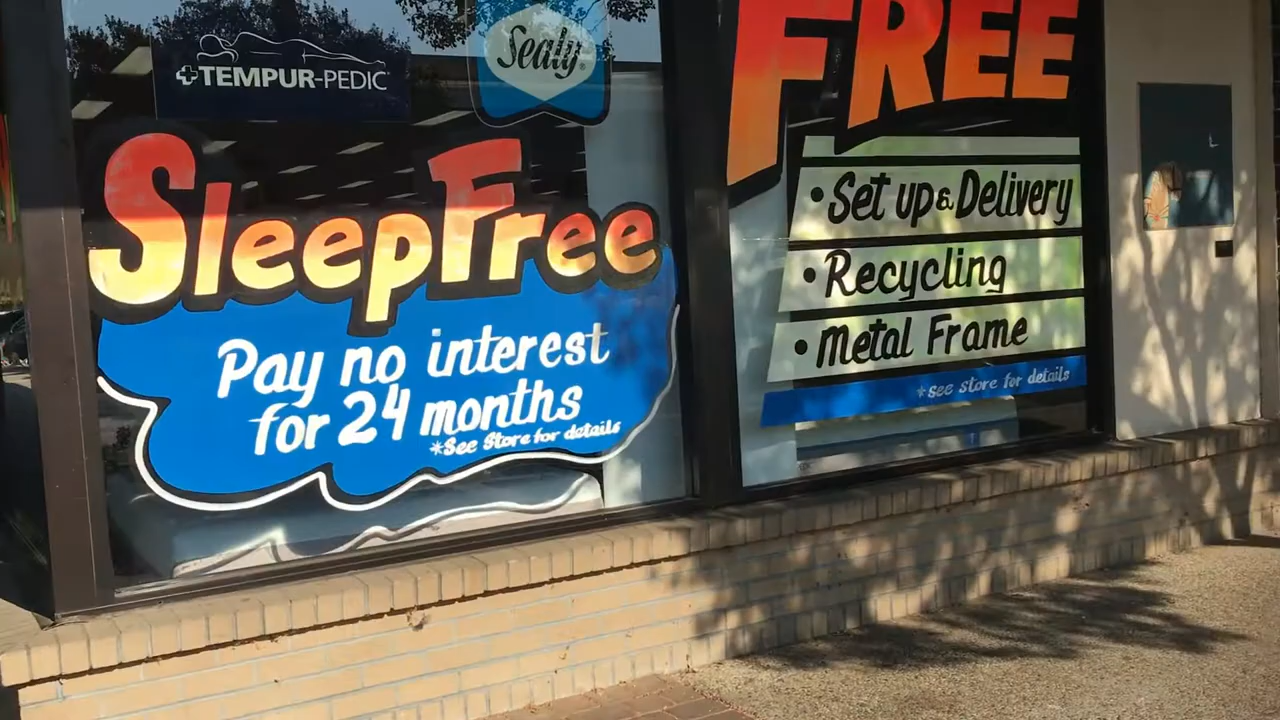 TEMPUR-PEDIC
Sealy
SleepFree
Pay no interest
for 24 months
*See Store for details
FREE
• Set up & Delivery
• Recycling
• Metal Frame
*see store for details